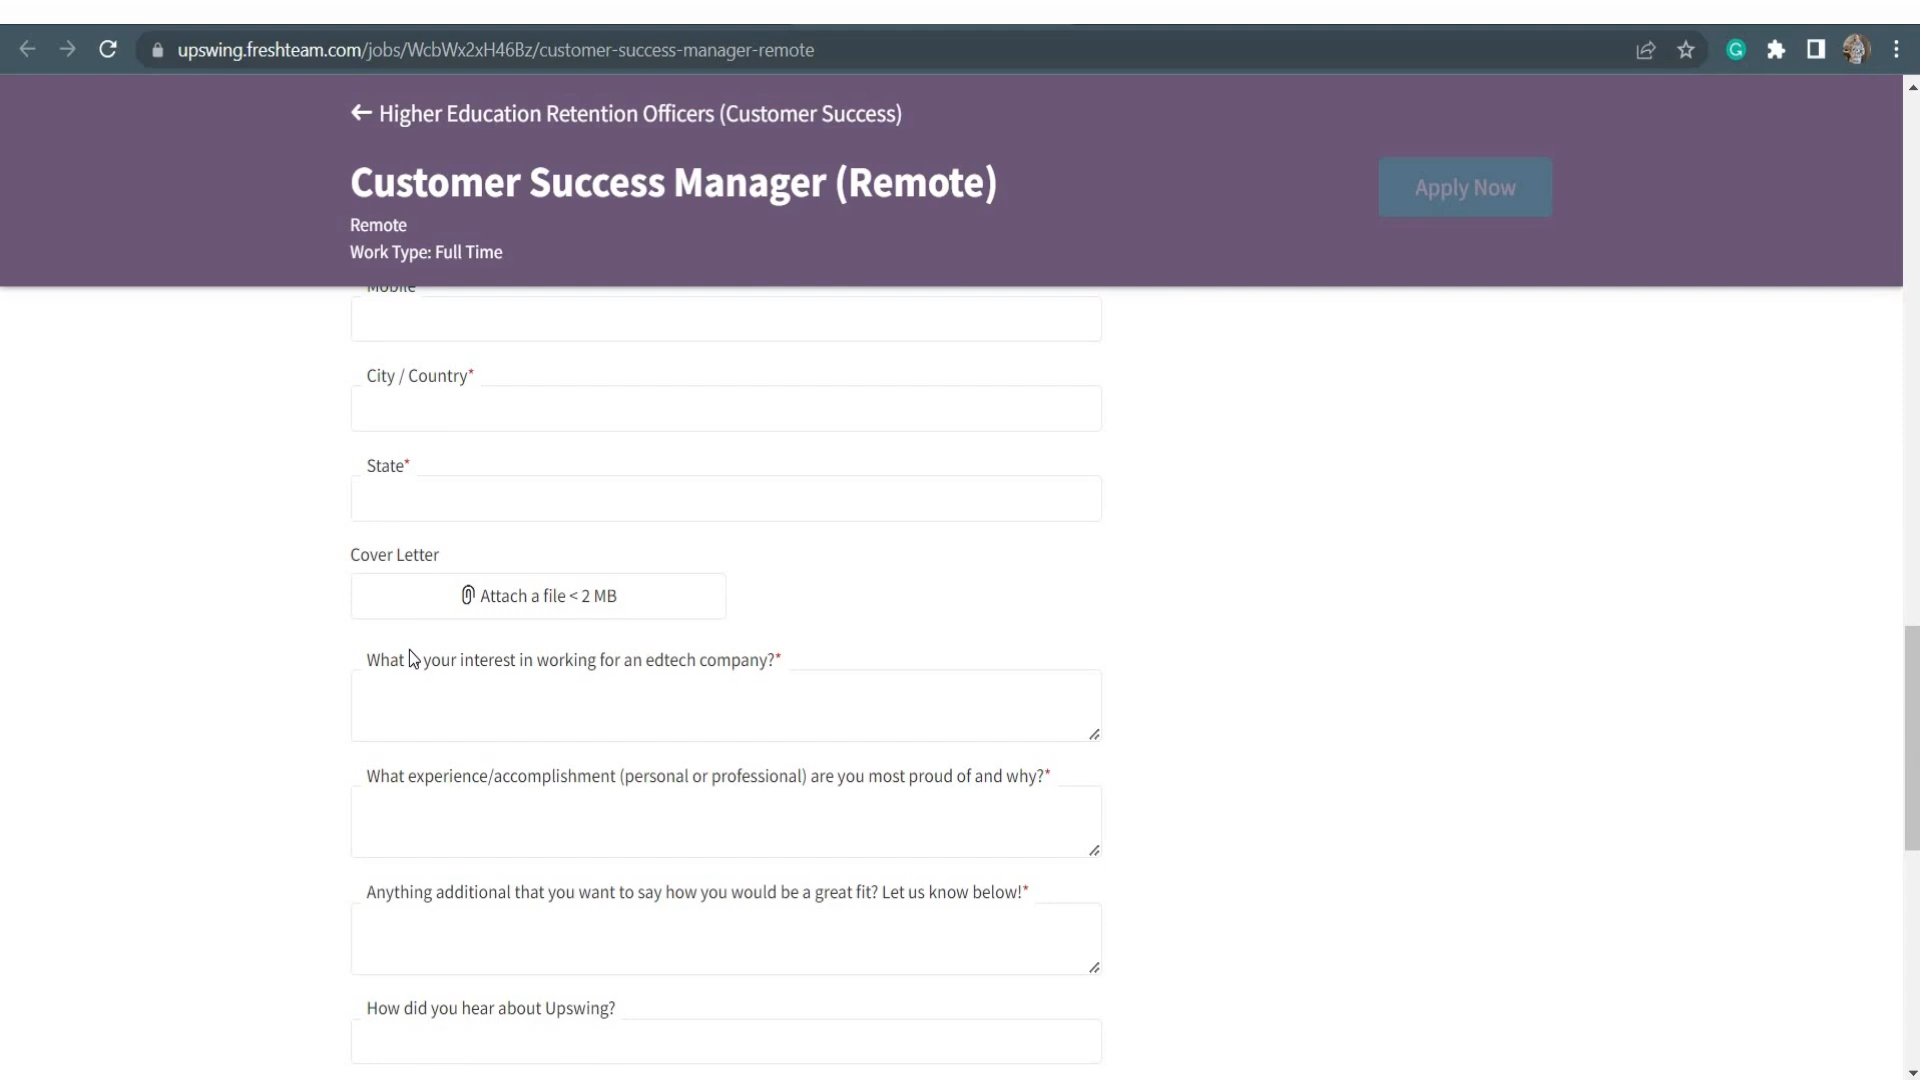 upswing.freshteam.com/jobs/WcbWx2xH46Bz/customer-success-manager-remote
← Higher Education Retention Officers (Customer Success)
Customer Success Manager (Remote)
Apply Now
Remote
Work Type: Full Time
Mobile
City / Country*
State*
Cover Letter
Attach a file < 2 MB
What your interest in working for an edtech company?*
What experience/accomplishment (personal or professional) are you most proud of and why?*
Anything additional that you want to say how you would be a great fit? Let us know below!*
How did you hear about Upswing?